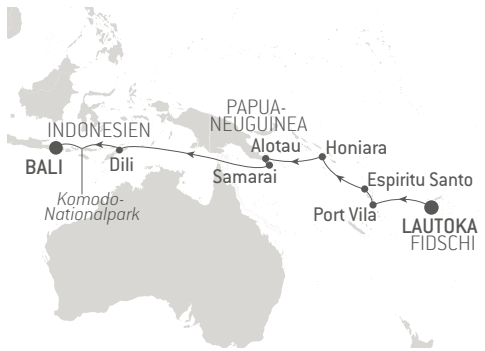 PAPUA-
NEUGUINEA
INDONESIEN
Alotau
Honiara
BALI
Dili
Samarai
Espiritu Santo
Komodo-
Nationalpark
Port Vila
LAUTOKA
FIDSCHI